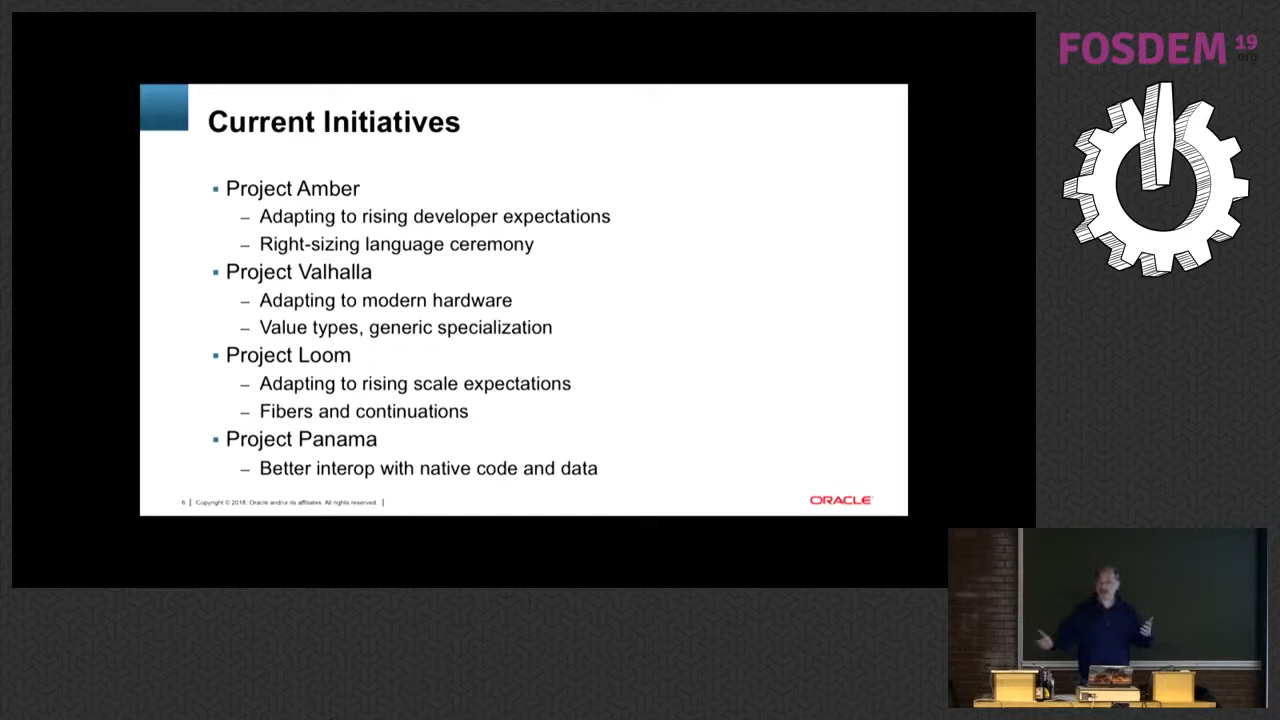 FOSDEM 19
.org
Current Initiatives
▪ Project Amber
– Adapting to rising developer expectations
– Right-sizing language ceremony
▪ Project Valhalla
– Adapting to modern hardware
– Value types, generic specialization
▪ Project Loom
– Adapting to rising scale expectations
– Fibers and continuations
▪ Project Panama
– Better interop with native code and data
6 | Copyright © 2018, Oracle and/or its affiliates. All rights reserved. |
ORACLE